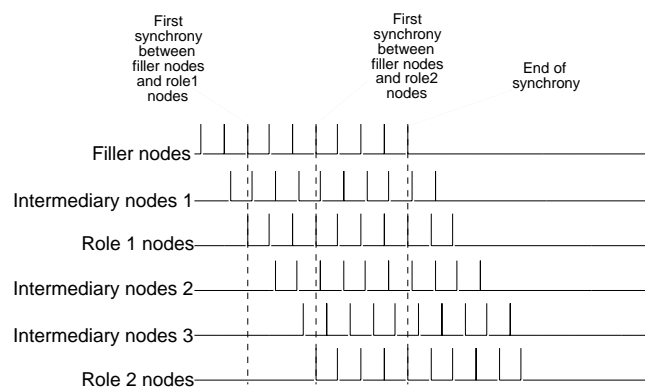 First
synchrony
between
filler nodes
and role1
nodes
First
synchrony
between
filler nodes
and role2
nodes
End of
synchrony
Filler nodes
Intermediary nodes 1
Role 1 nodes
Intermediary nodes 2
Intermediary nodes 3
Role 2 nodes